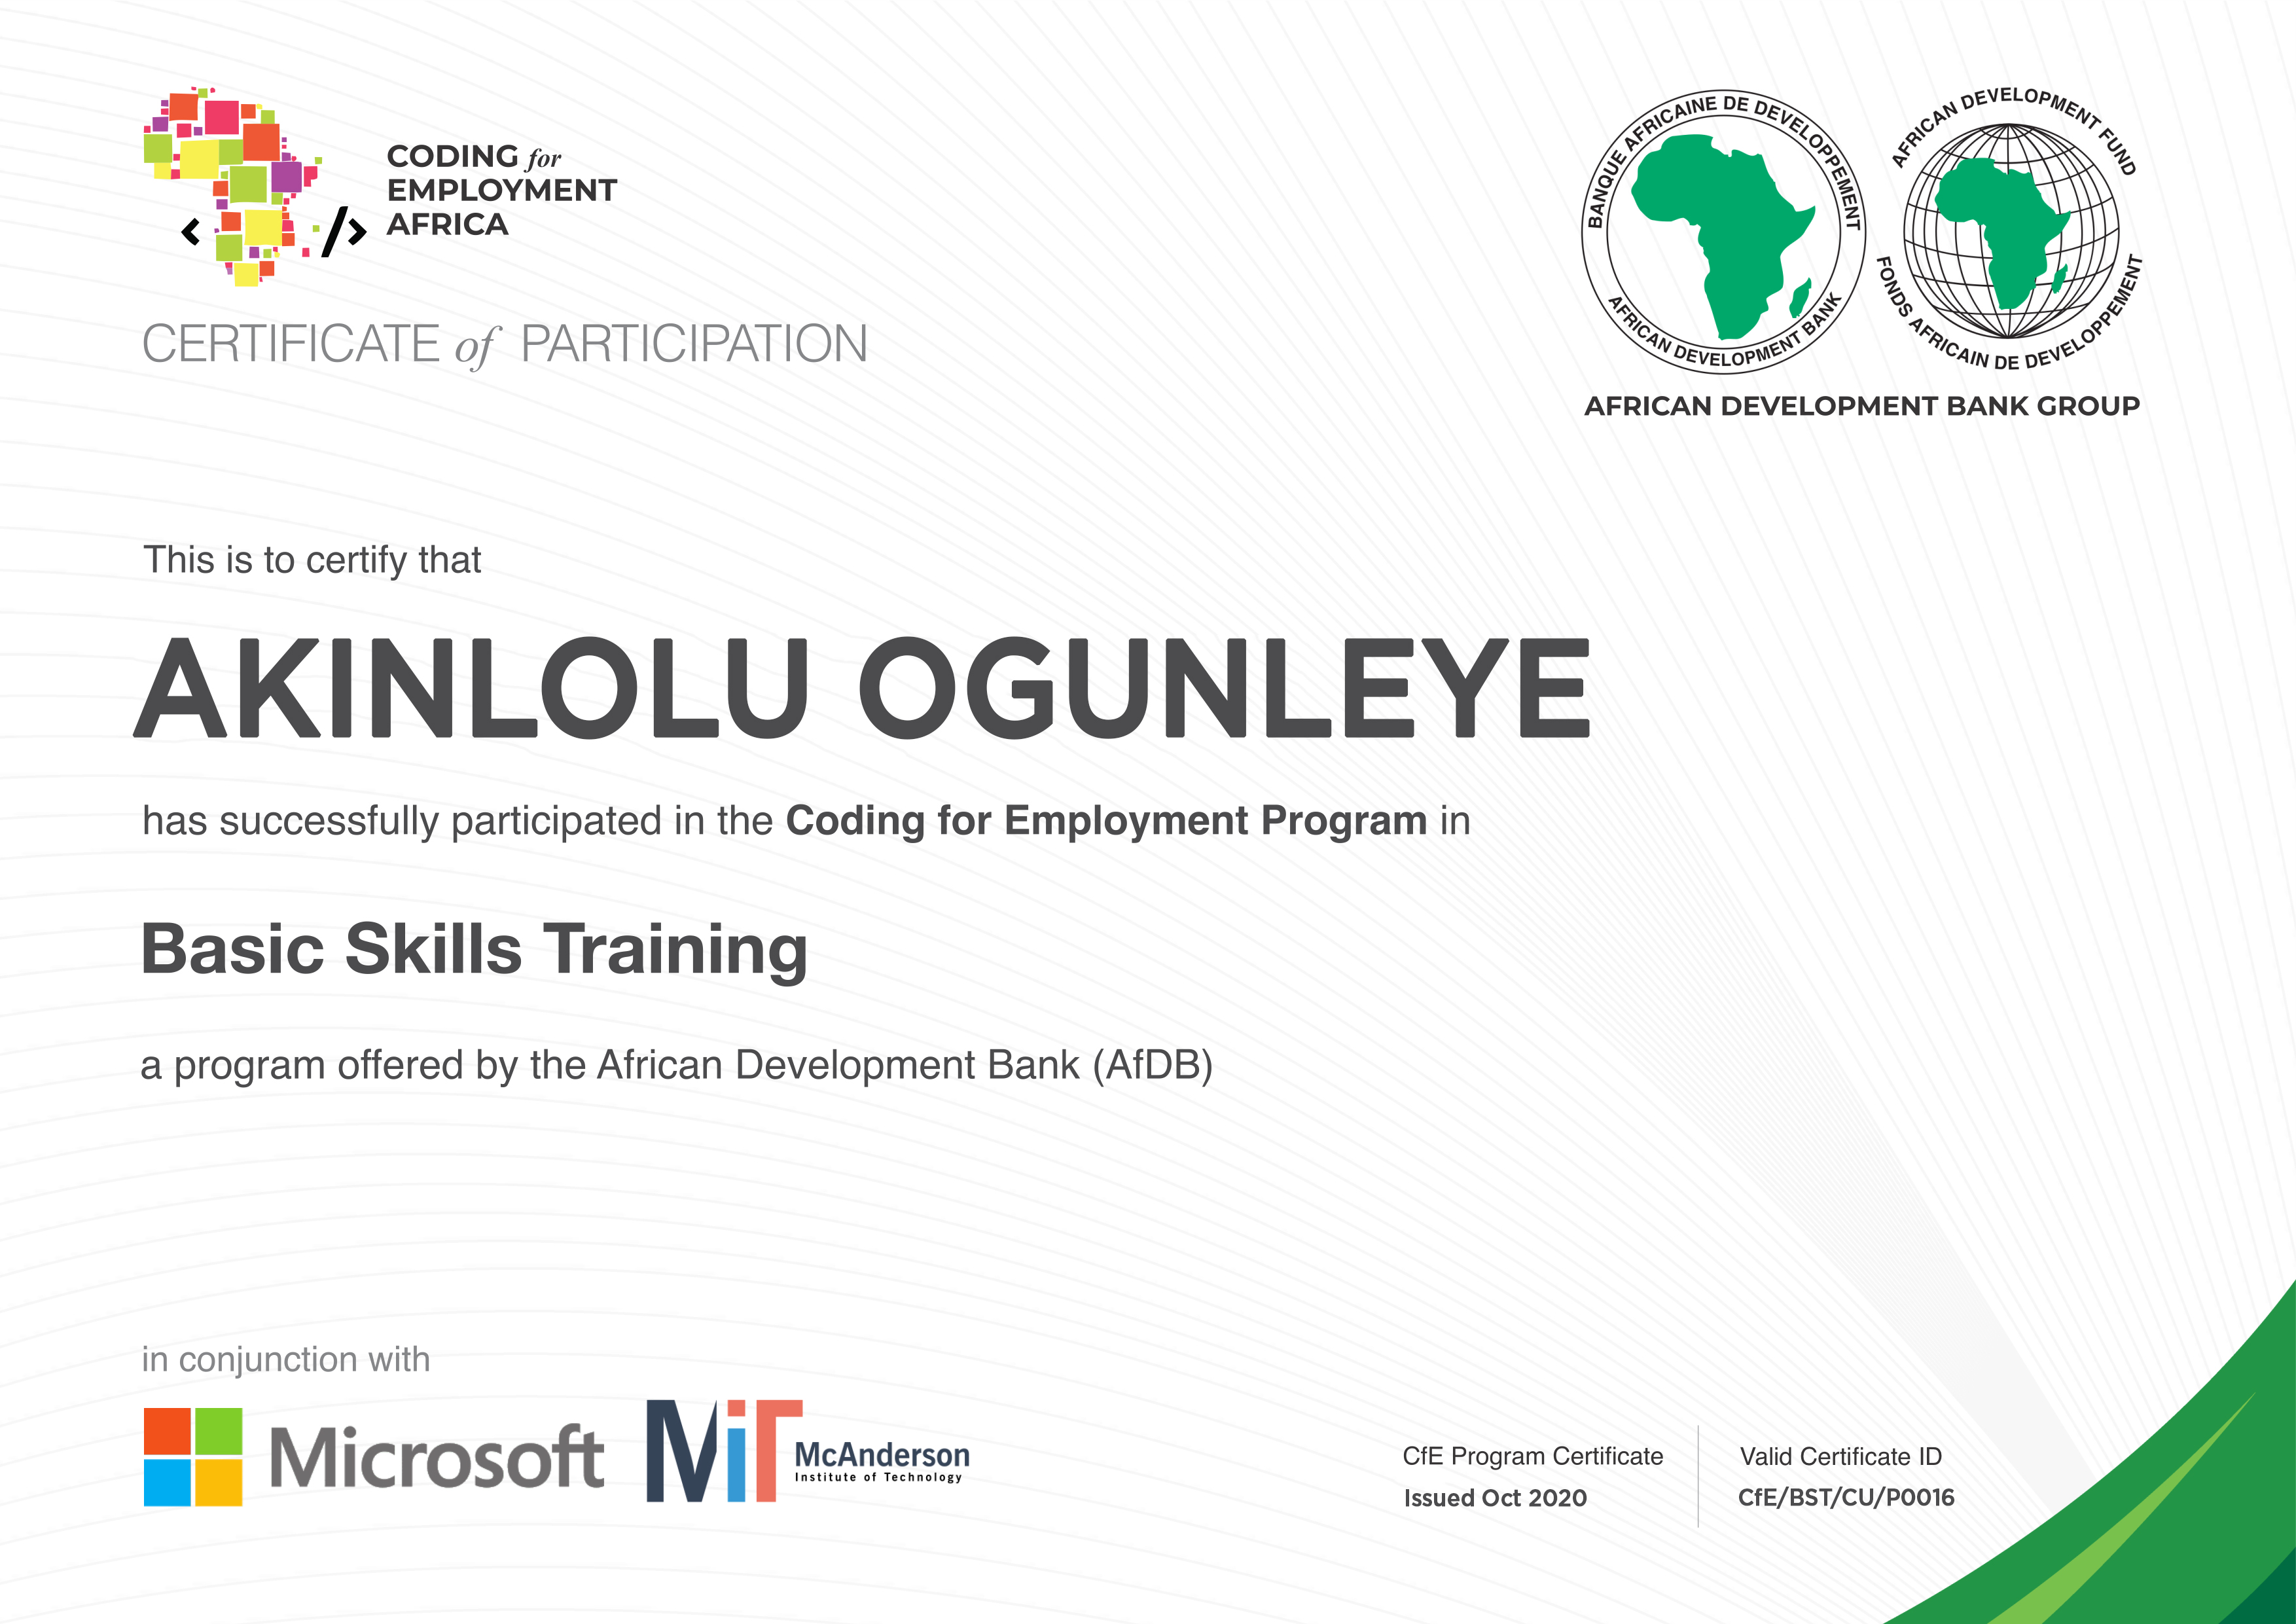 CODING for
EMPLOYMENT
AFRICA
</>
CERTIFICATE of PARTICIPATION
BANQUE AFRICAINE DE DEVELOPPEMENT
AFRICAN DEVELOPMENT BANK
AFRICAN DEVELOPMENT FUND
FONDS AFRICAIN DE DEVELOPPEMENT
AFRICAN DEVELOPMENT BANK GROUP
This is to certify that
AKINLOLU OGUNLEYE
has successfully participated in the Coding for Employment Program in
Basic Skills Training
a program offered by the African Development Bank (AfDB)
in conjunction with
Microsoft
MiT
McAnderson
Institute of Technology
CfE Program Certificate
Issued Oct 2020
Valid Certificate ID
CfE/BST/CU/P0016